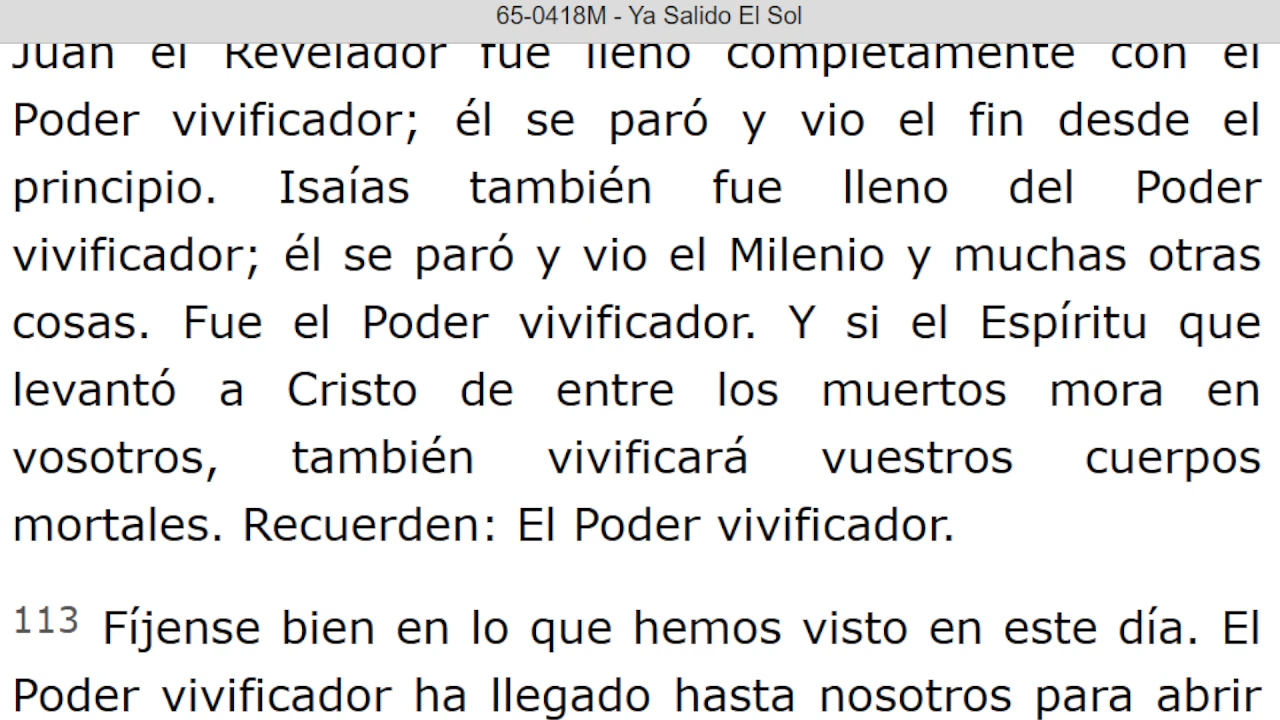 65-0418M - Ya Salido El Sol
Juan el Revelador fue lleno completamente con el
Poder vivificador; él se paró y vio el fin desde el
principio. Isaías también fue lleno del Poder
vivificador; él se paró y vio el Milenio y muchas otras
cosas. Fue el Poder vivificador. Y si el Espíritu que
levantó a Cristo de entre los muertos mora en
vosotros, también vivificará vuestros cuerpos
mortales. Recuerden: El Poder vivificador.
113 Fíjense bien en lo que hemos visto en este día. El
Poder vivificador ha llegado hasta nosotros para abrir